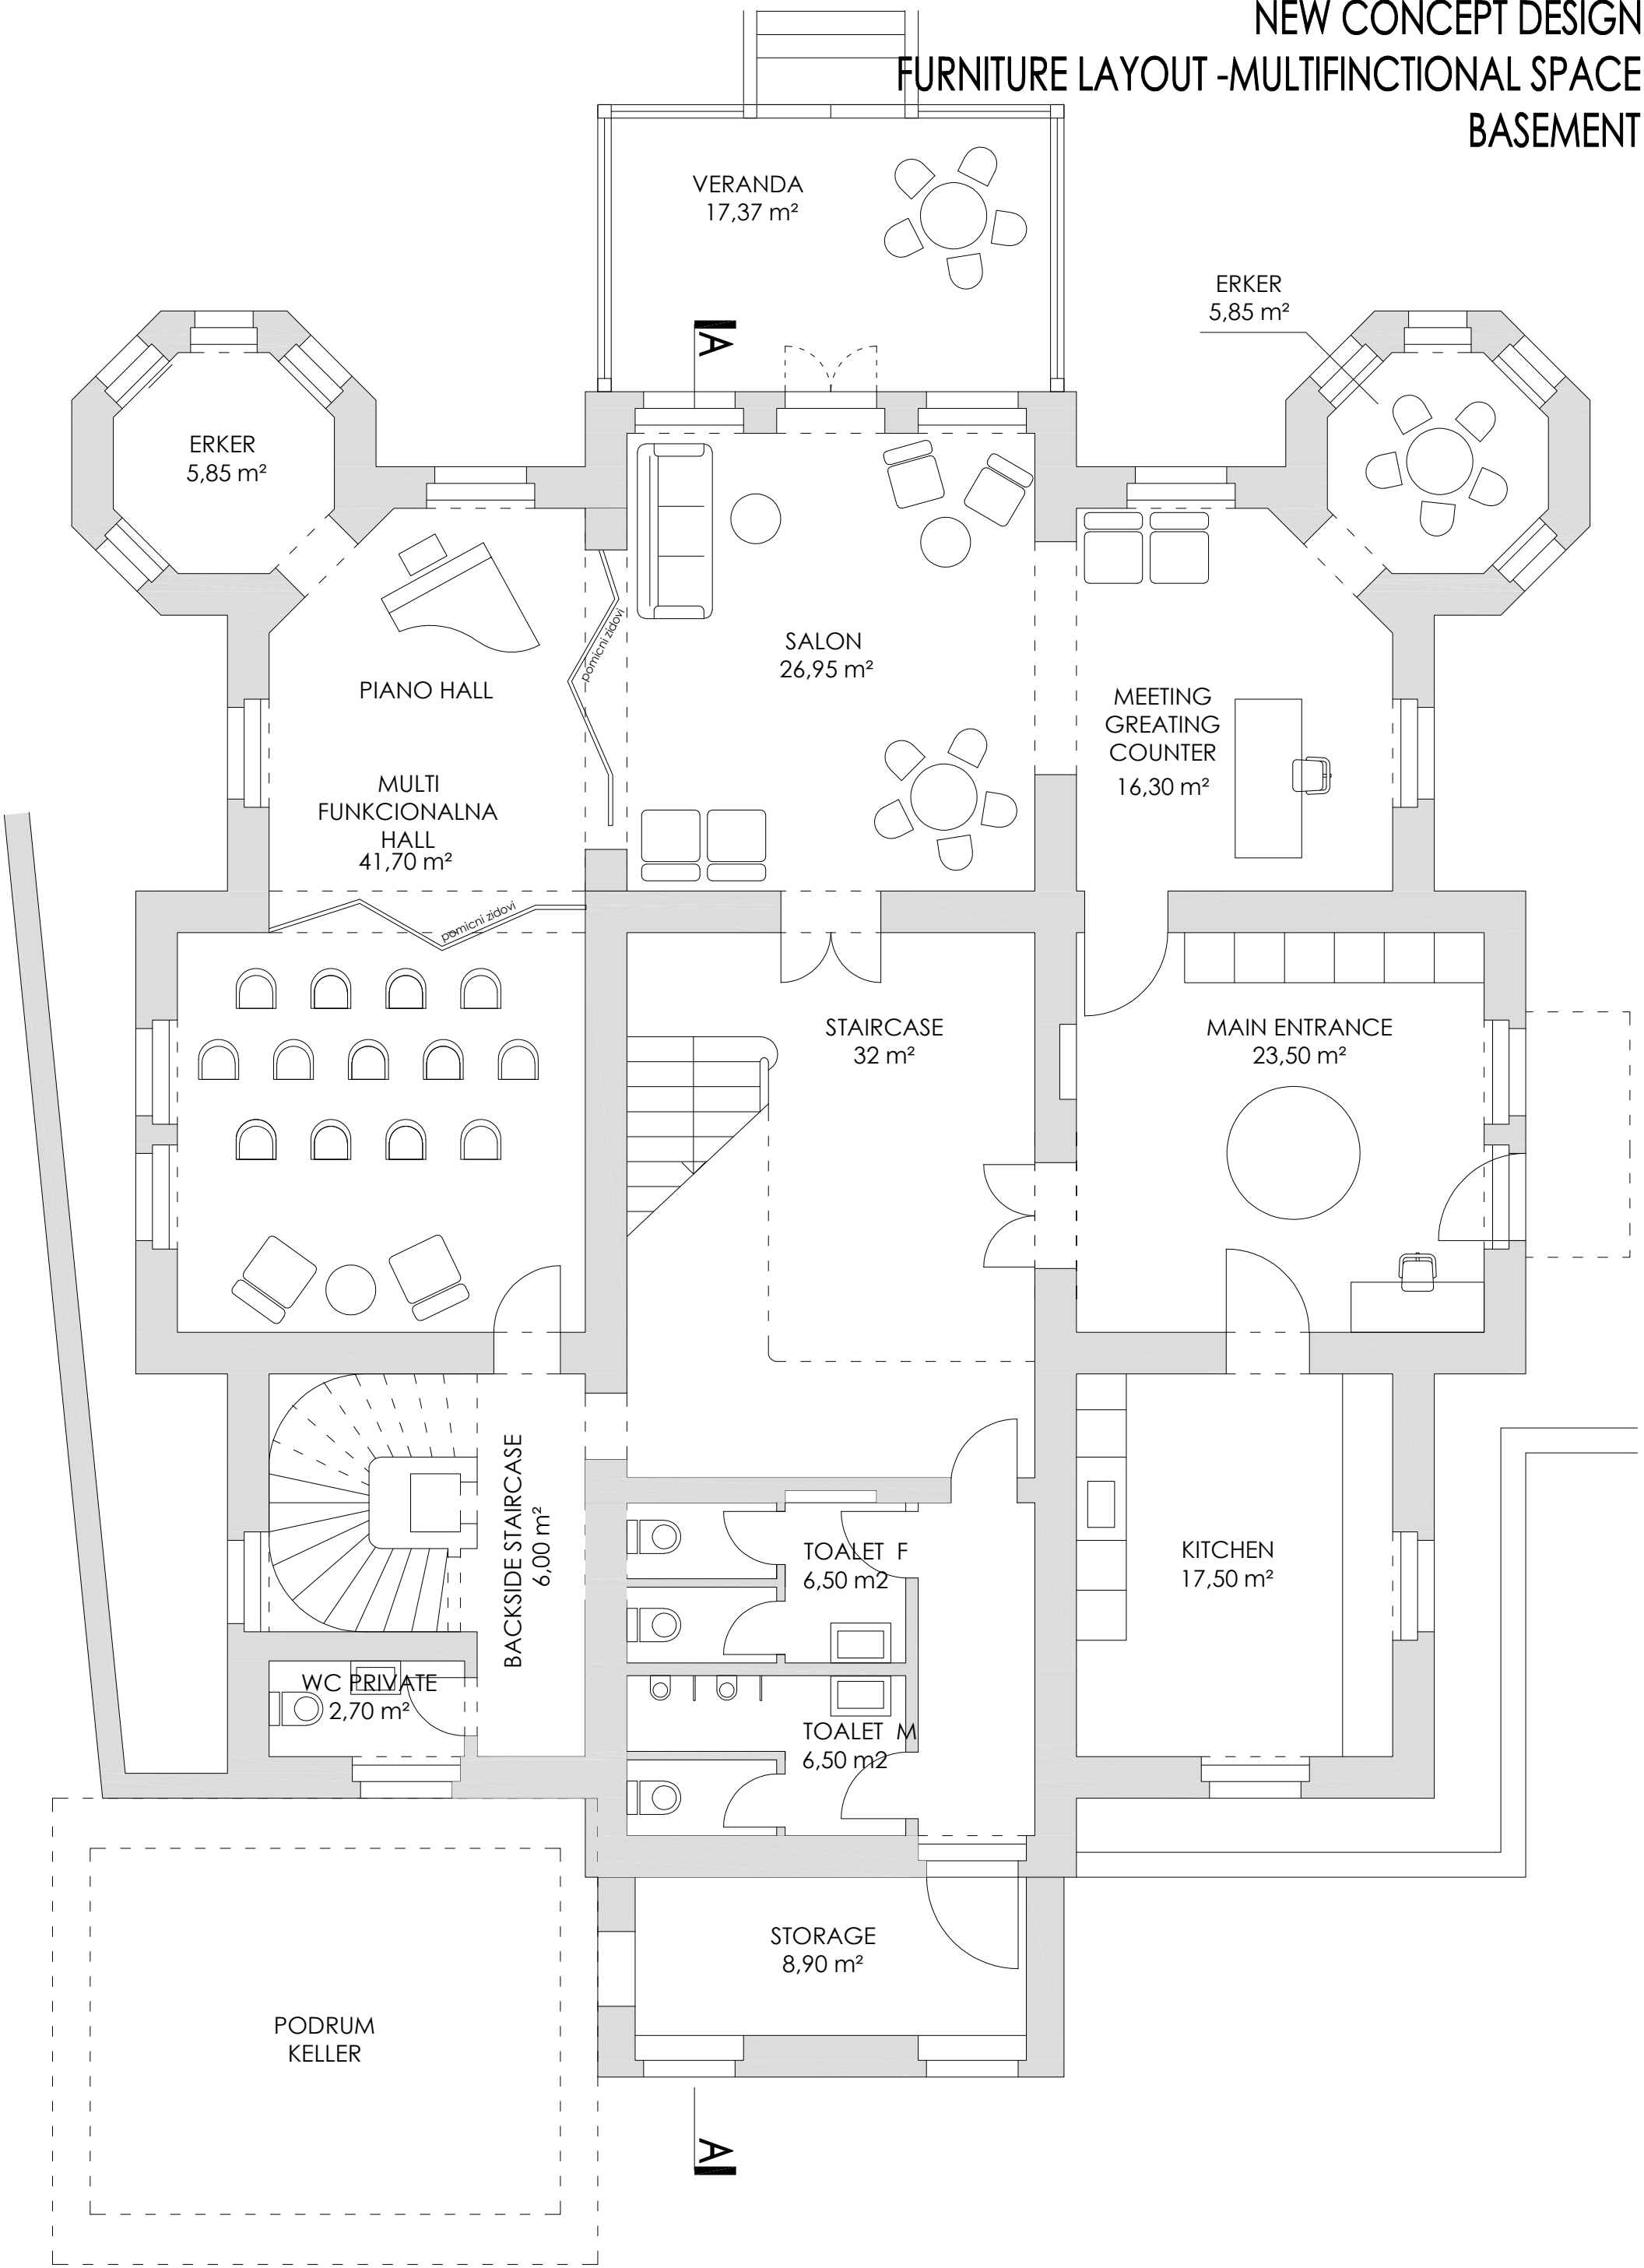 NEW CONCEPT DESIGN
FURNITURE LAYOUT -MULTIFINCTIONAL SPACE
BASEMENT
VERANDA
17,37 m²
ERKER
5,85 m²
A
ERKER
5,85 m²
pomicni zidovi
SALON
26,95 m²
PIANO HALL
MEETING
GREATING
COUNTER
16,30 m²
MULTI
FUNKCIONALNA
HALL
41,70 m²
pomicni zidovi
STAIRCASE
32 m²
MAIN ENTRANCE
23,50 m²
BACKSIDE STAIRCASE
6,00 m²
TOALET F
6,50 m2
KITCHEN
17,50 m²
WC PRIVATE
2,70 m²
TOALET M
6,50 m2
STORAGE
8,90 m²
PODRUM
KELLER
A